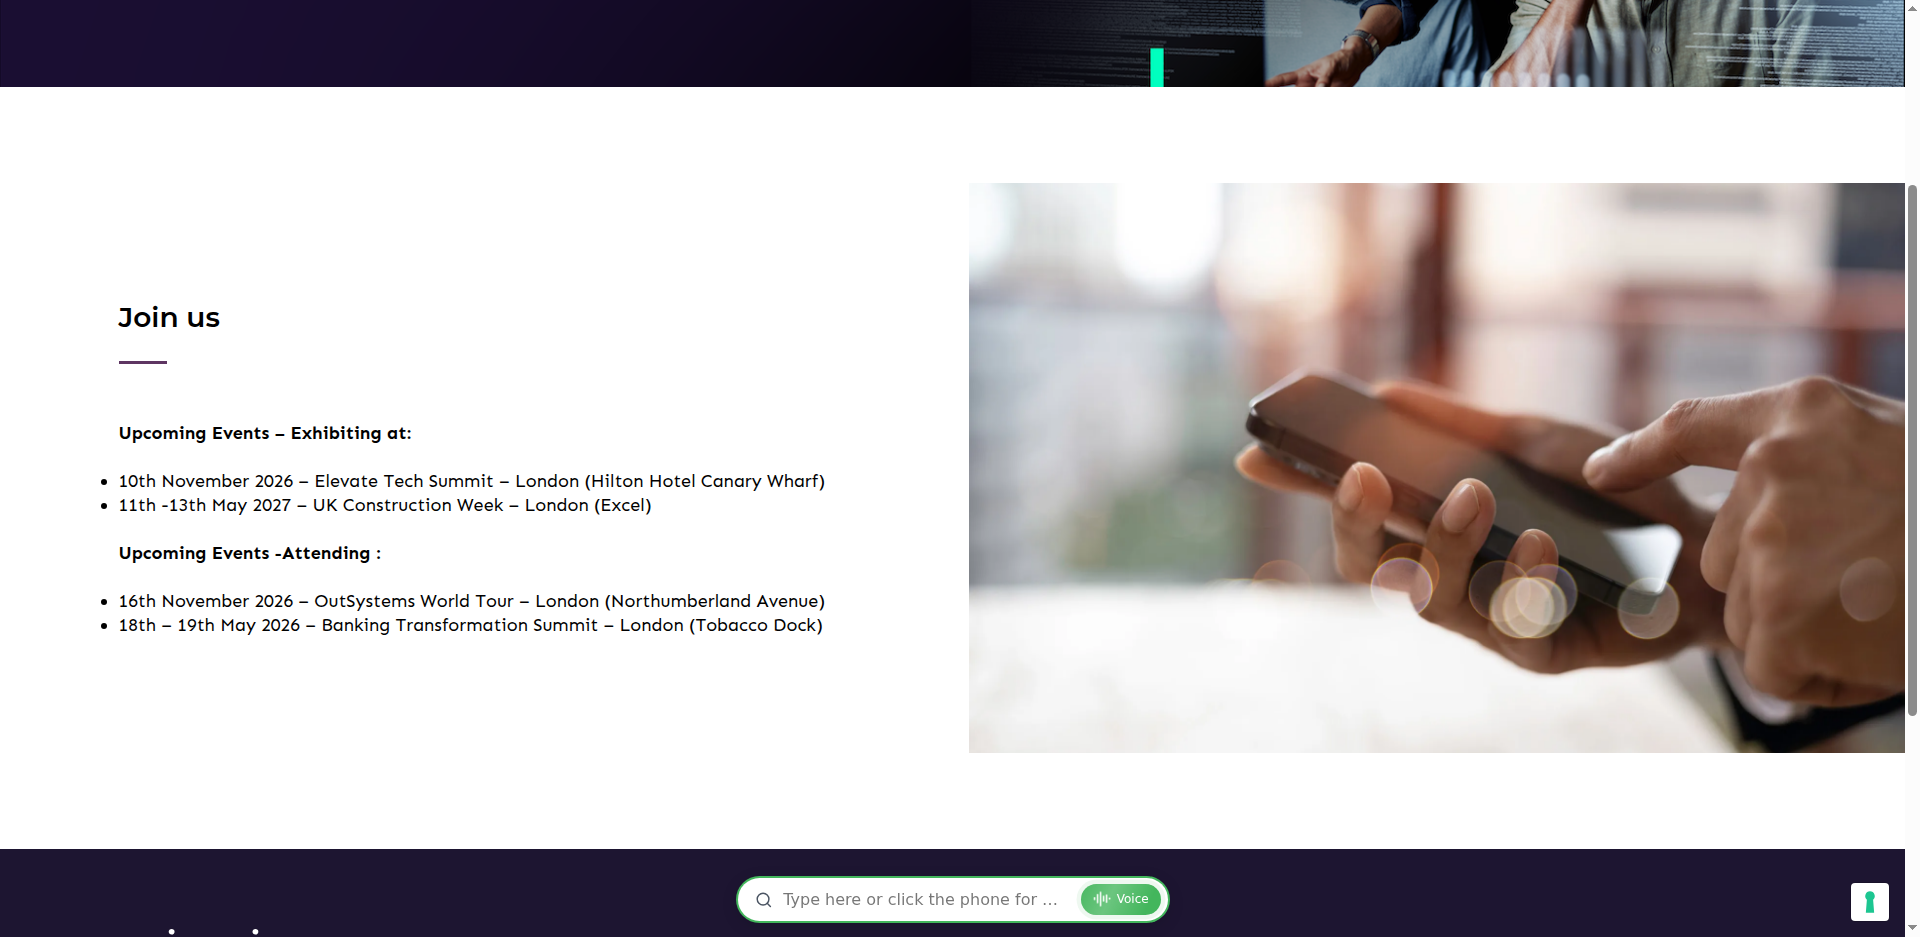 Join us
Upcoming Events – Exhibiting at:
10th November 2026 – Elevate Tech Summit – London (Hilton Hotel Canary Wharf)
11th -13th May 2027 – UK Construction Week – London (Excel)
Upcoming Events -Attending :
16th November 2026 – OutSystems World Tour – London (Northumberland Avenue)
18th – 19th May 2026 – Banking Transformation Summit – London (Tobacco Dock)
Type here or click the phone for ...
Voice